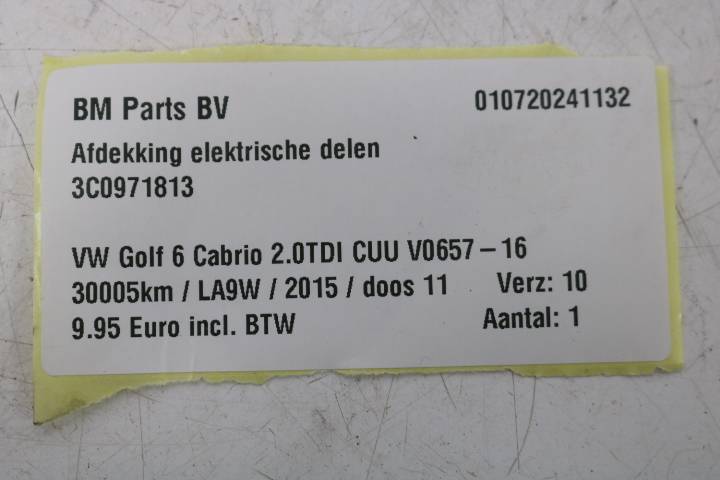 BM Parts BV 010720241132
Afdekking elektrische delen
3C0971813
VW Golf 6 Cabrio 2.0TDI CUU V0657-16
30005km / LA9W / 2015 / doos 11 Verz: 10
9.95 Euro incl. BTW Aantal: 1